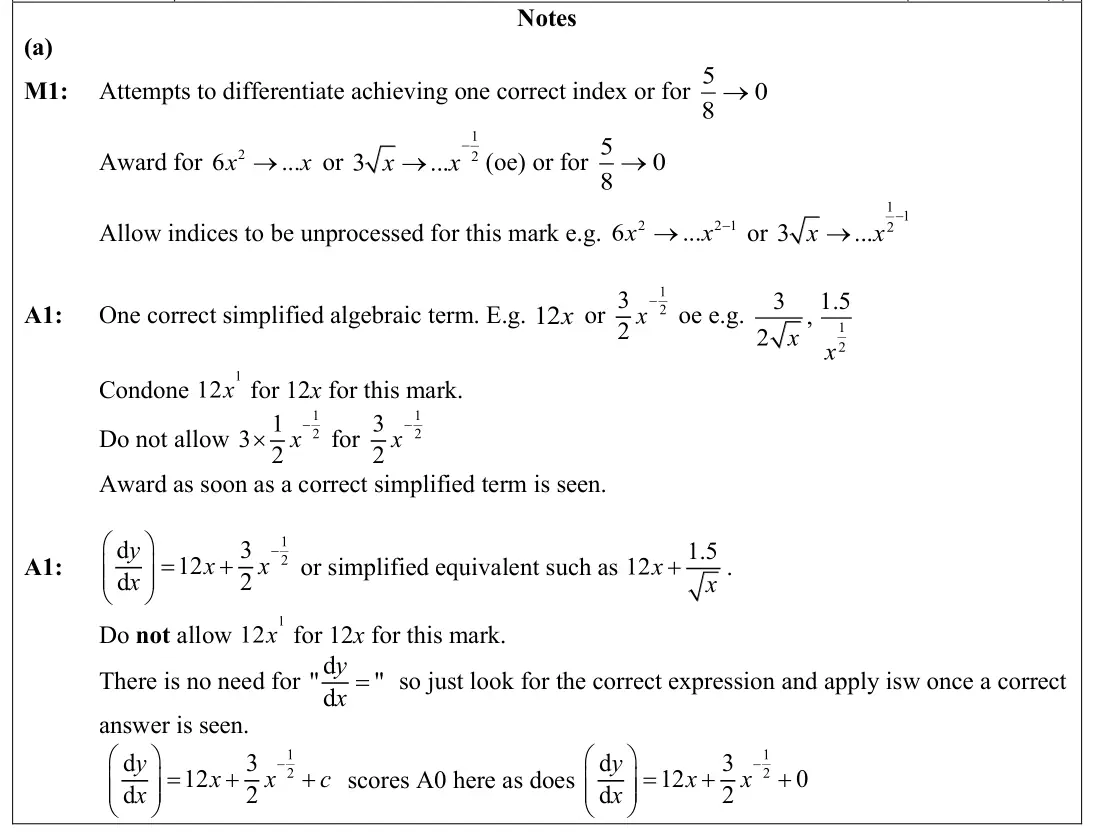 Notes
(a)
M1: Attempts to differentiate achieving one correct index or for 5/8 → 0
Award for 6x² → ...x or 3√x → ...x^(-1/2) (oe) or for 5/8 → 0
Allow indices to be unprocessed for this mark e.g. 6x² → ...x^(2−1) or 3√x → ...x^(1/2−1)
A1: One correct simplified algebraic term. E.g. 12x or 3/2 x^(-1/2) oe e.g. 3/(2√x), 1.5/x^(1/2)
Condone 12x¹ for 12x for this mark.
Do not allow 3×1/2 x^(-1/2) for 3/2 x^(-1/2)
Award as soon as a correct simplified term is seen.
A1: (dy/dx) = 12x + 3/2 x^(-1/2) or simplified equivalent such as 12x + 1.5/√x .
Do not allow 12x¹ for 12x for this mark.
There is no need for "dy/dx =" so just look for the correct expression and apply isw once a correct
answer is seen.
(dy/dx) = 12x + 3/2 x^(-1/2) + c scores A0 here as does (dy/dx) = 12x + 3/2 x^(-1/2) + 0